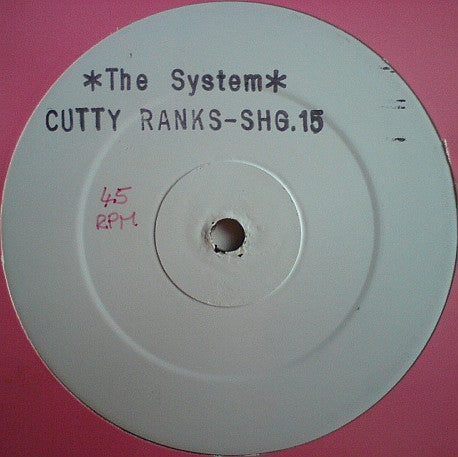 *The System*
CUTTY RANKS-SHG.15
45
RPM